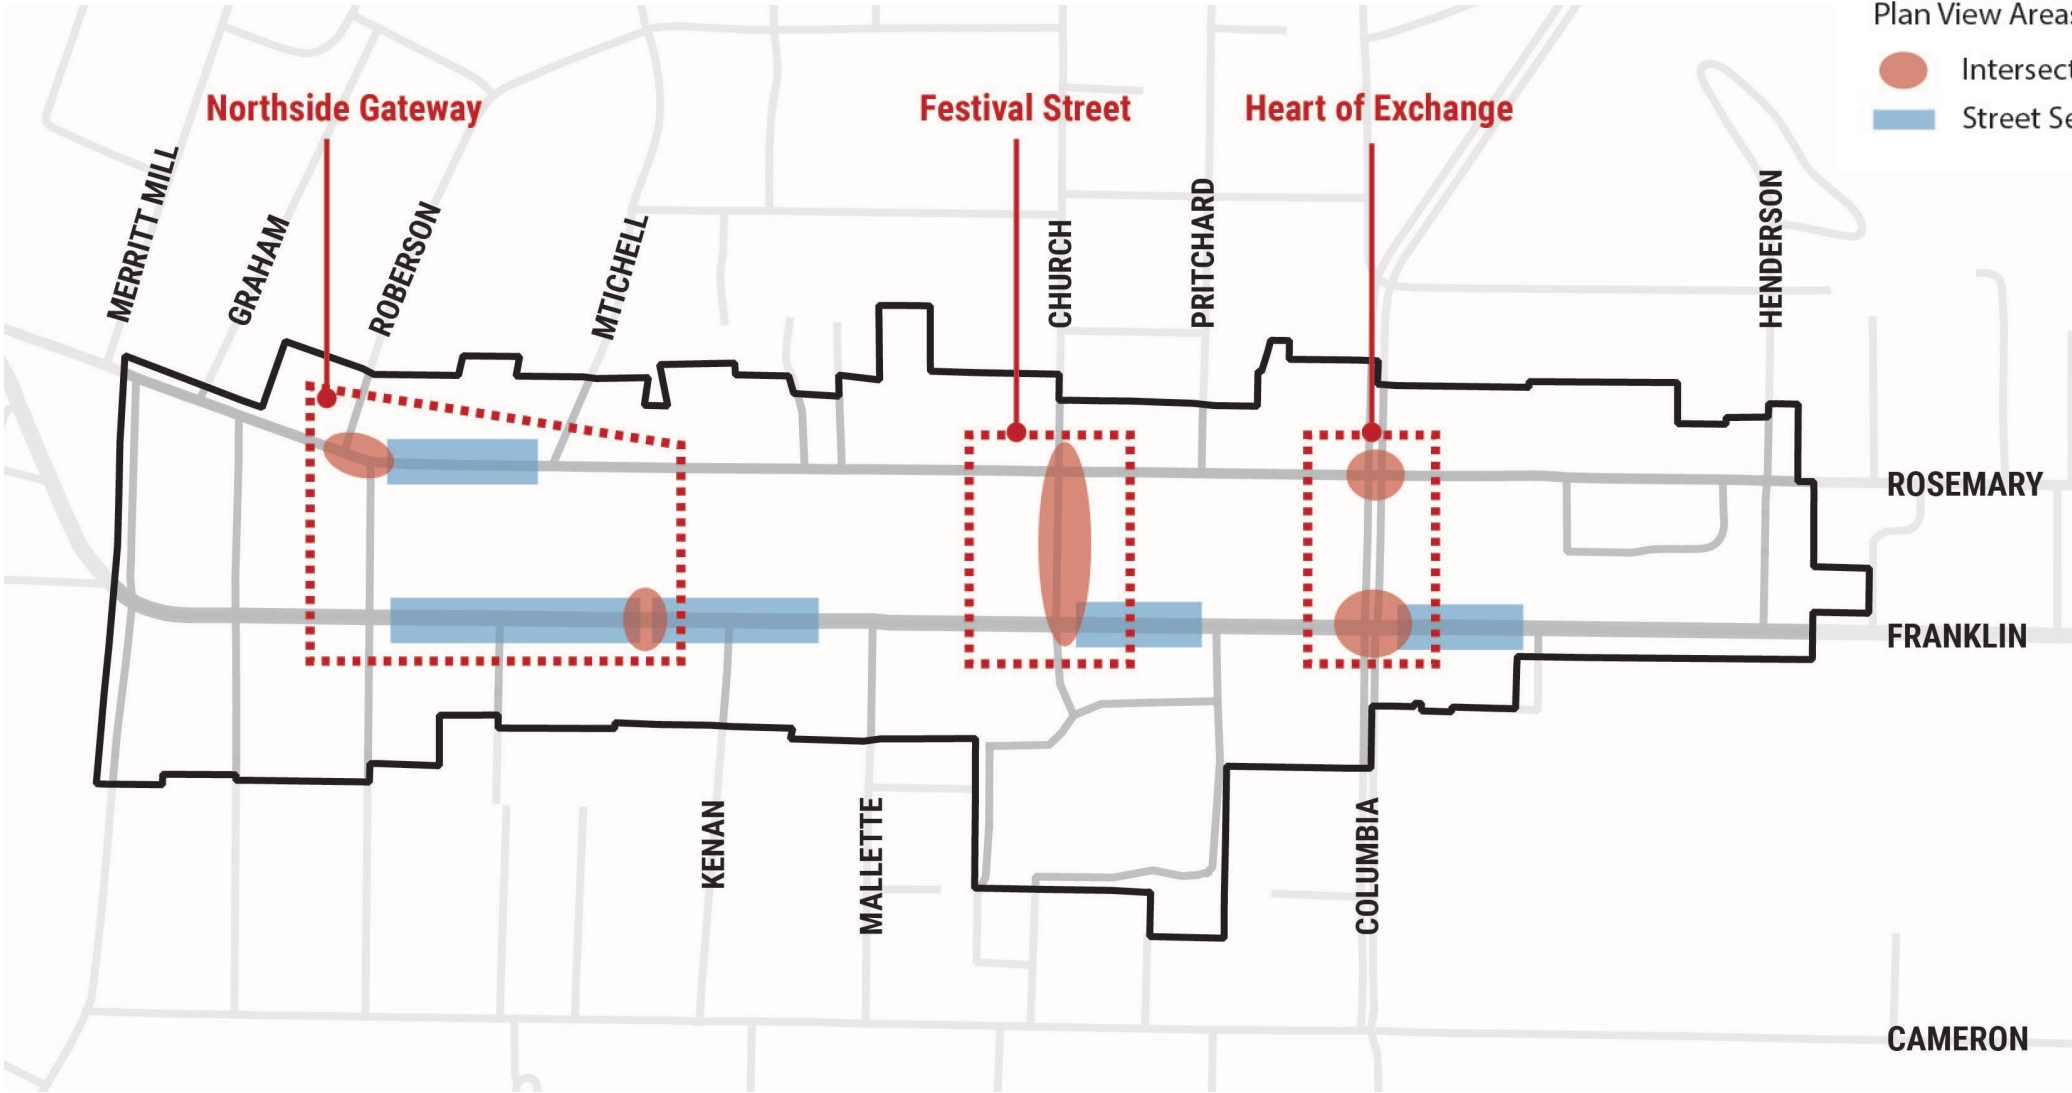 Plan View Areas
Intersect
Street Se
Northside Gateway
Festival Street
Heart of Exchange
MERRITT MILL
GRAHAM
ROBERSON
MTICHELL
CHURCH
PRITCHARD
HENDERSON
ROSEMARY
FRANKLIN
KENAN
MALLETTE
COLUMBIA
CAMERON